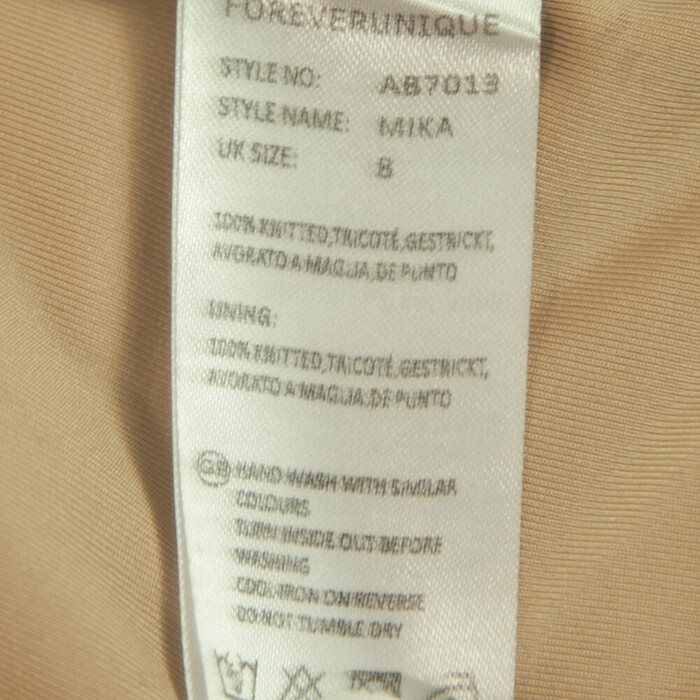 FOREVERUNIQUE
STYLE NO: AB7013
STYLE NAME: MIKA
UK SIZE: 8
100% KNITTED,TRICOTÉ,GESTRICKT,
AVORATO A MAGLIA,DE PUNTO
LINING:
100% KNITTED,TRICOTÉ,GESTRICKT,
AVORATO A MAGLIA,DE PUNTO
GB HAND WASH WITH SIMILAR
COLOURS
TURN INSIDE OUT BEFORE
WASHING
COOL IRON ON REVERSE
DO NOT TUMBLE DRY